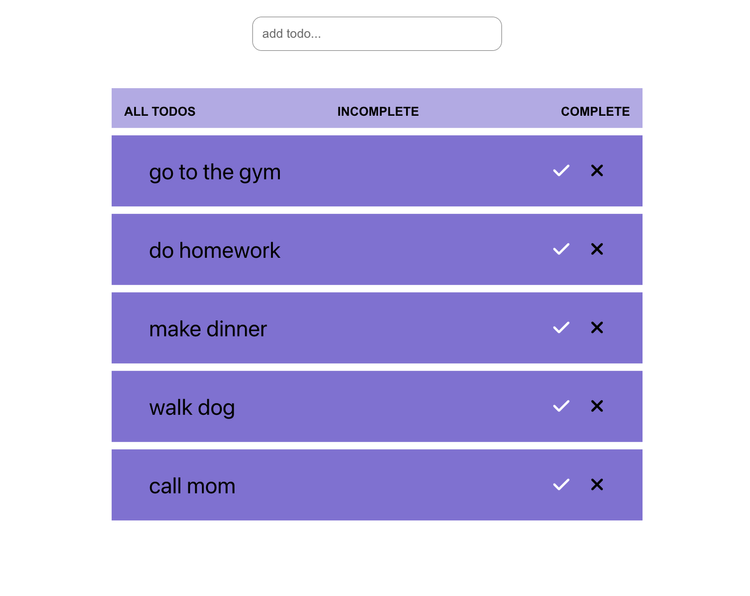 add todo...
ALL TODOS INCOMPLETE COMPLETE
go to the gym
do homework
make dinner
walk dog
call mom